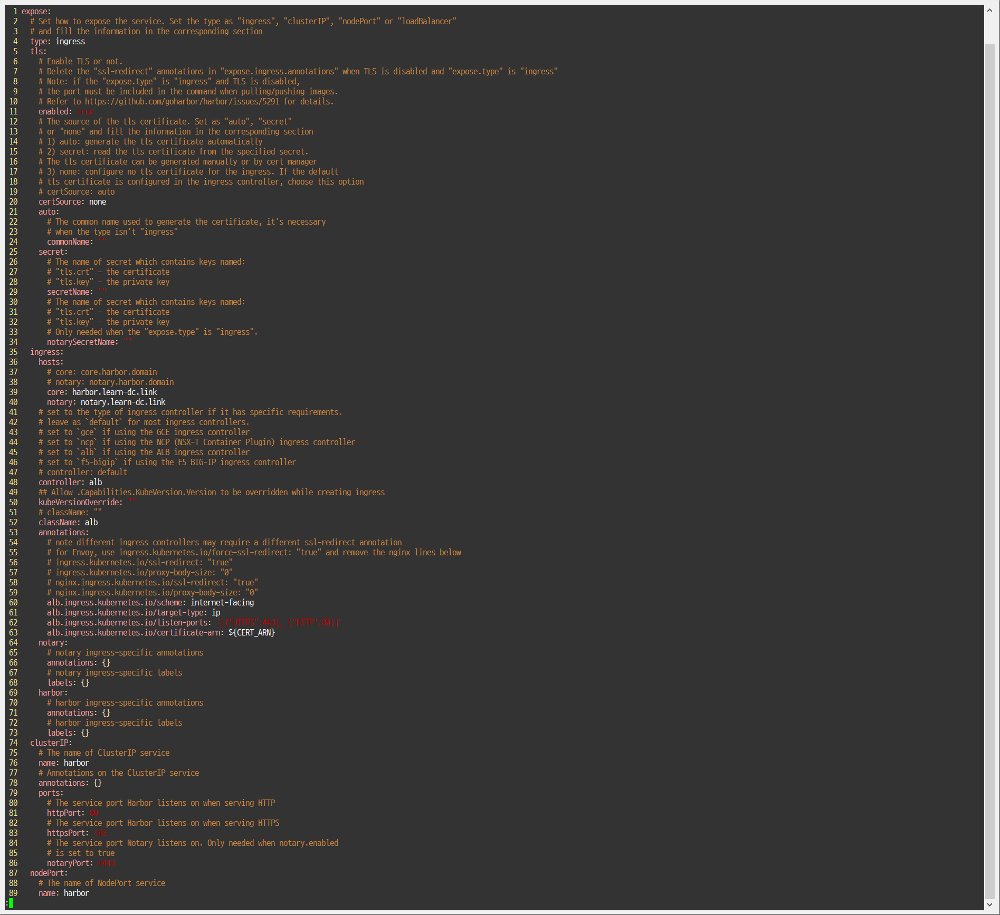 1 expose:
2   # Set how to expose the service. Set the type as "ingress", "clusterIP", "nodePort" or "loadBalancer"
3   # and fill the information in the corresponding section
4   type: ingress
5   tls:
6     # Enable TLS or not.
7     # Delete the "ssl-redirect" annotations in "expose.ingress.annotations" when TLS is disabled and "expose.type" is "ingress"
8     # Note: if the "expose.type" is "ingress" and TLS is disabled,
9     # the port must be included in the command when pulling/pushing images.
10     # Refer to https://github.com/goharbor/harbor/issues/5291 for details.
11     enabled: true
12     # The source of the tls certificate. Set as "auto", "secret"
13     # or "none" and fill the information in the corresponding section
14     # 1) auto: generate the tls certificate automatically
15     # 2) secret: read the tls certificate from the specified secret.
16     # The tls certificate can be generated manually or by cert manager
17     # 3) none: configure no tls certificate for the ingress. If the default
18     # tls certificate is configured in the ingress controller, choose this option
19     # certSource: auto
20     certSource: none
21     auto:
22       # The common name used to generate the certificate, it's necessary
23       # when the type isn't "ingress"
24       commonName: ""
25     secret:
26       # The name of secret which contains keys named:
27       # "tls.crt" - the certificate
28       # "tls.key" - the private key
29       secretName: ""
30       # The name of secret which contains keys named:
31       # "tls.crt" - the certificate
32       # "tls.key" - the private key
33       # Only needed when the "expose.type" is "ingress".
34       notarySecretName: ""
35   ingress:
36     hosts:
37       # core: core.harbor.domain
38       # notary: notary.harbor.domain
39       core: harbor.learn-dc.link
40       notary: notary.learn-dc.link
41     # set to the type of ingress controller if it has specific requirements.
42     # leave as `default` for most ingress controllers.
43     # set to `gce` if using the GCE ingress controller
44     # set to `ncp` if using the NCP (NSX-T Container Plugin) ingress controller
45     # set to `alb` if using the ALB ingress controller
46     # set to `f5-bigip` if using the F5 BIG-IP ingress controller
47     # controller: default
48     controller: alb
49     ## Allow .Capabilities.KubeVersion.Version to be overridden while creating ingress
50     kubeVersionOverride: ""
51     # className: ""
52     className: alb
53     annotations:
54       # note different ingress controllers may require a different ssl-redirect annotation
55       # for Envoy, use ingress.kubernetes.io/force-ssl-redirect: "true" and remove the nginx lines below
56       # ingress.kubernetes.io/ssl-redirect: "true"
57       # ingress.kubernetes.io/proxy-body-size: "0"
58       # nginx.ingress.kubernetes.io/ssl-redirect: "true"
59       # nginx.ingress.kubernetes.io/proxy-body-size: "0"
60       alb.ingress.kubernetes.io/scheme: internet-facing
61       alb.ingress.kubernetes.io/target-type: ip
62       alb.ingress.kubernetes.io/listen-ports: '[{"HTTPS":443}, {"HTTP":80}]'
63       alb.ingress.kubernetes.io/certificate-arn: ${CERT_ARN}
64     notary:
65       # notary ingress-specific annotations
66       annotations: {}
67       # notary ingress-specific labels
68       labels: {}
69     harbor:
70       # harbor ingress-specific annotations
71       annotations: {}
72       # harbor ingress-specific labels
73       labels: {}
74   clusterIP:
75     # The name of ClusterIP service
76     name: harbor
77     # Annotations on the ClusterIP service
78     annotations: {}
79     ports:
80       # The service port Harbor listens on when serving HTTP
81       httpPort: 80
82       # The service port Harbor listens on when serving HTTPS
83       httpsPort: 443
84       # The service port Notary listens on. Only needed when notary.enabled
85       # is set to true
86       notaryPort: 4443
87   nodePort:
88     # The name of NodePort service
89     name: harbor
: